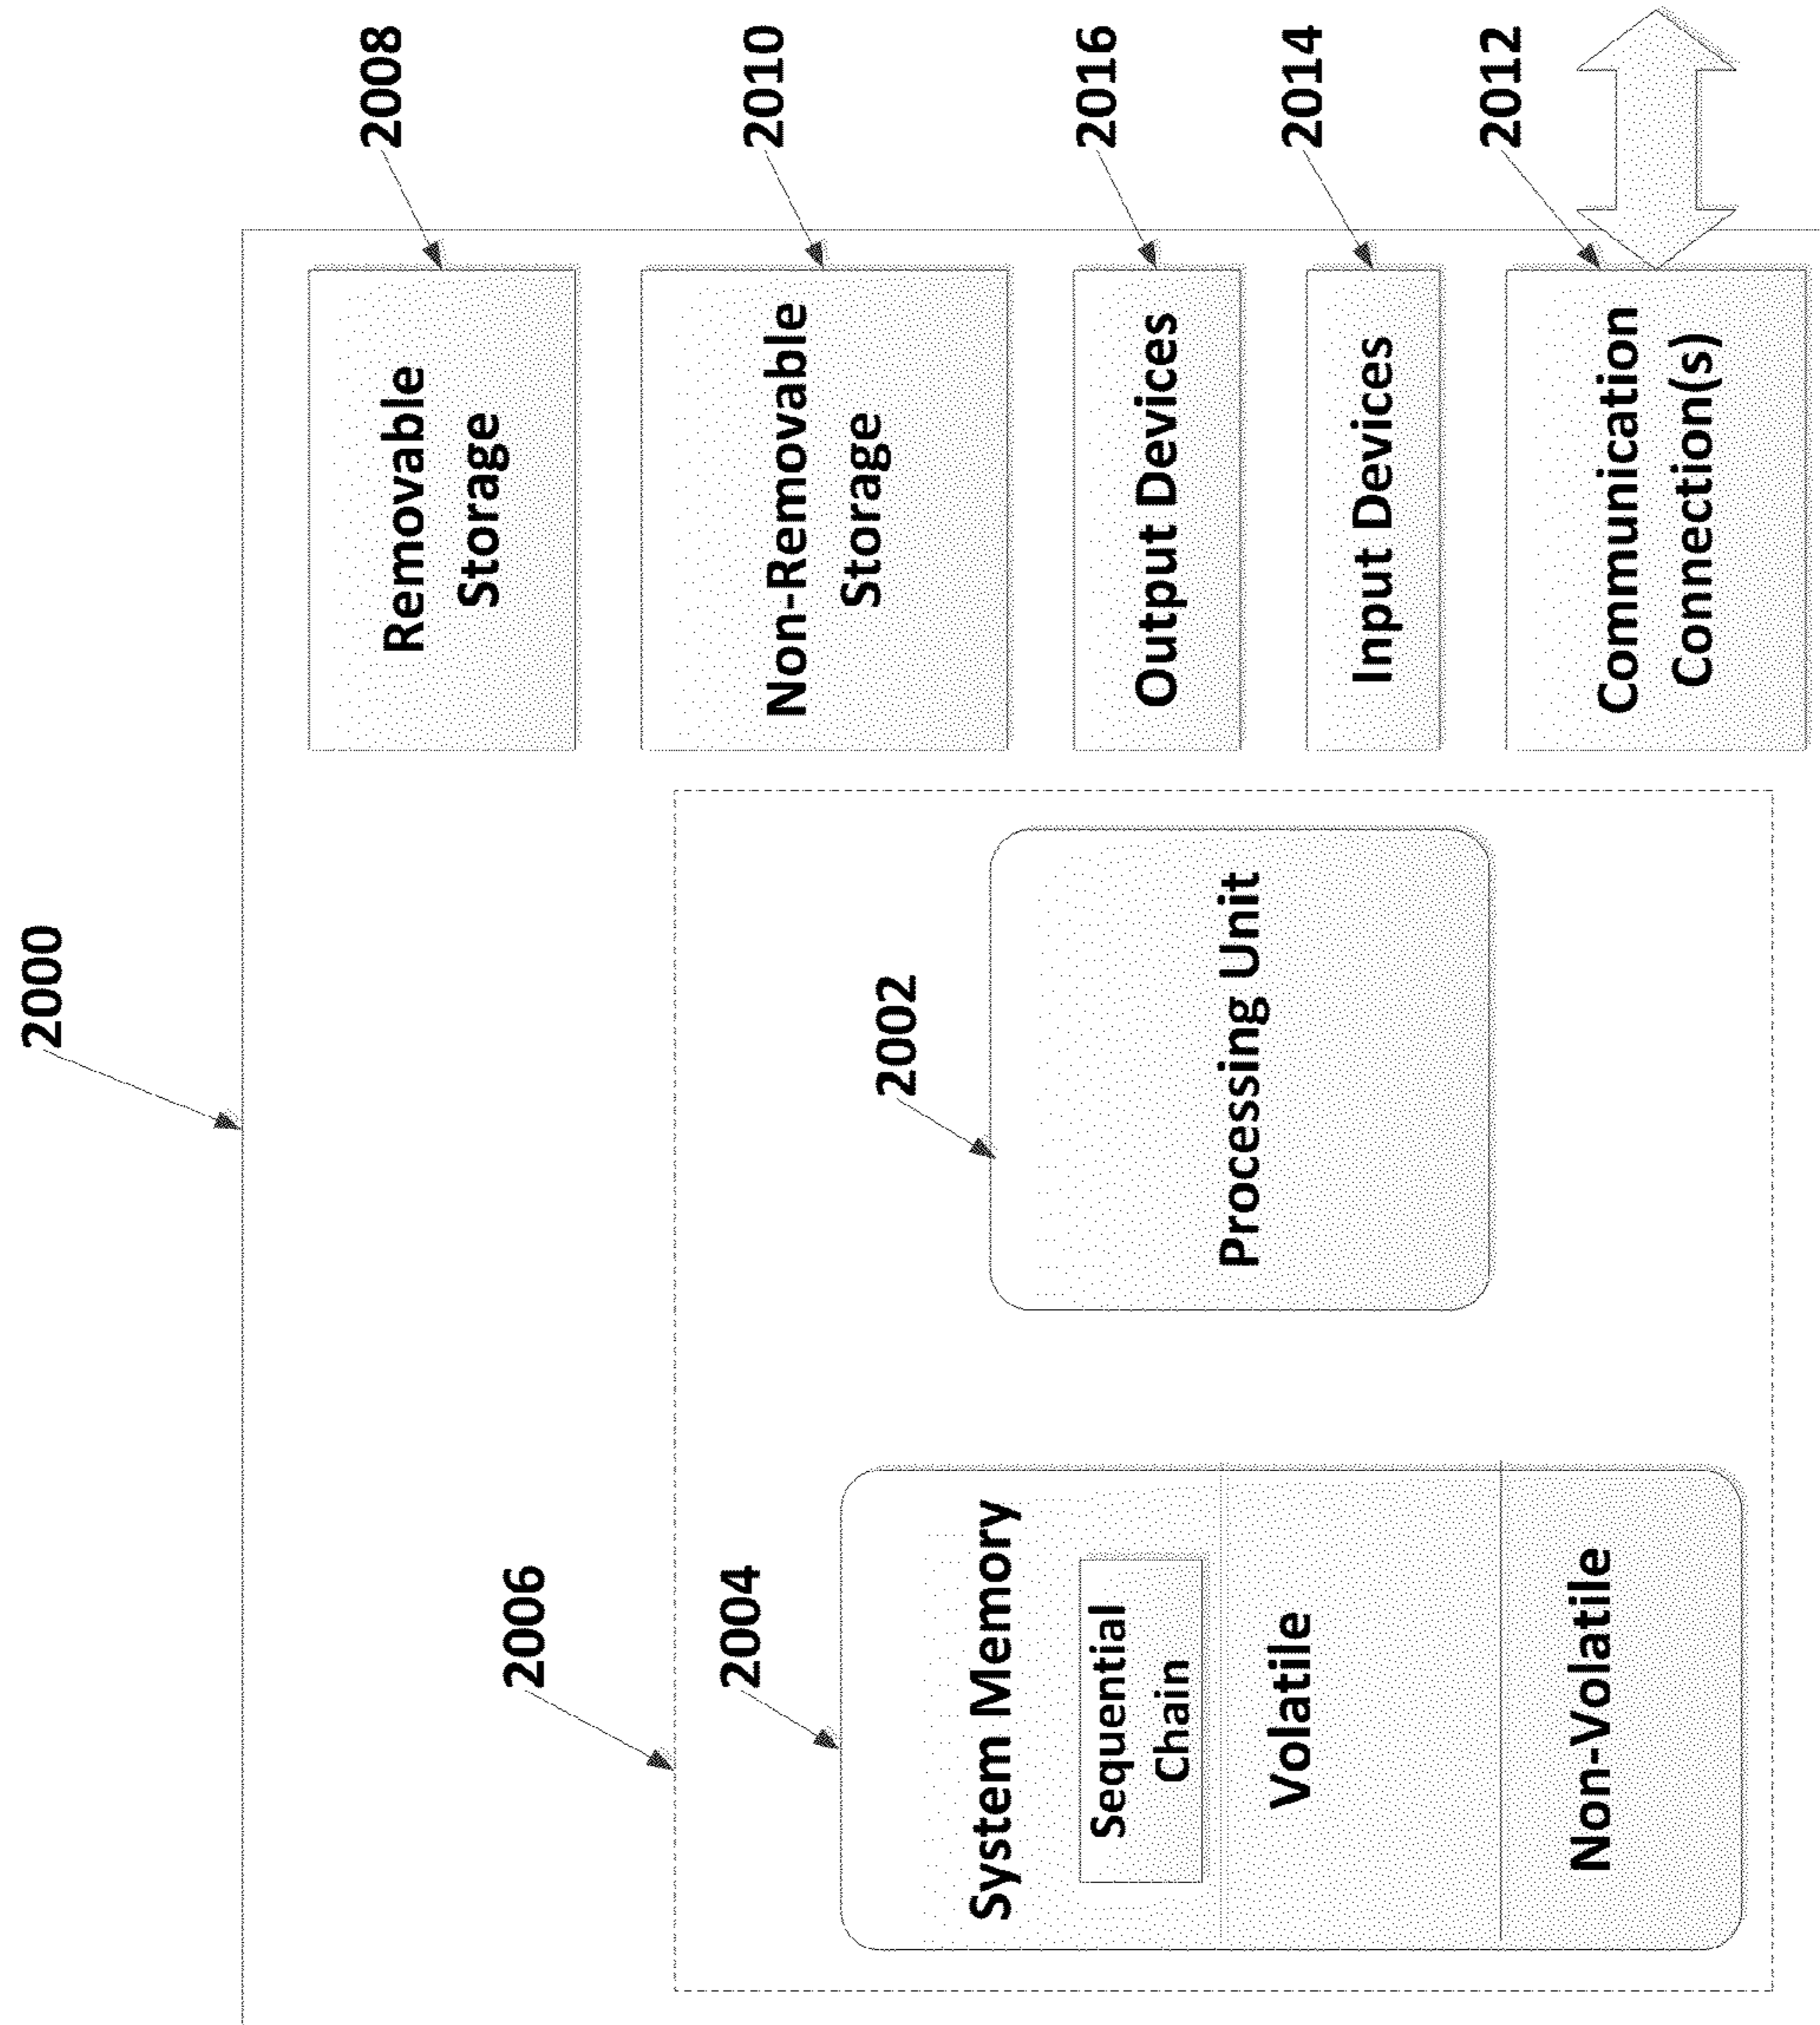 2000
2006
2004
System Memory
Sequential
Chain
Volatile
Non-Volatile
2002
Processing Unit
2008
Removable
Storage
2010
Non-Removable
Storage
2016
Output Devices
2014
Input Devices
2012
Communication
Connection(s)